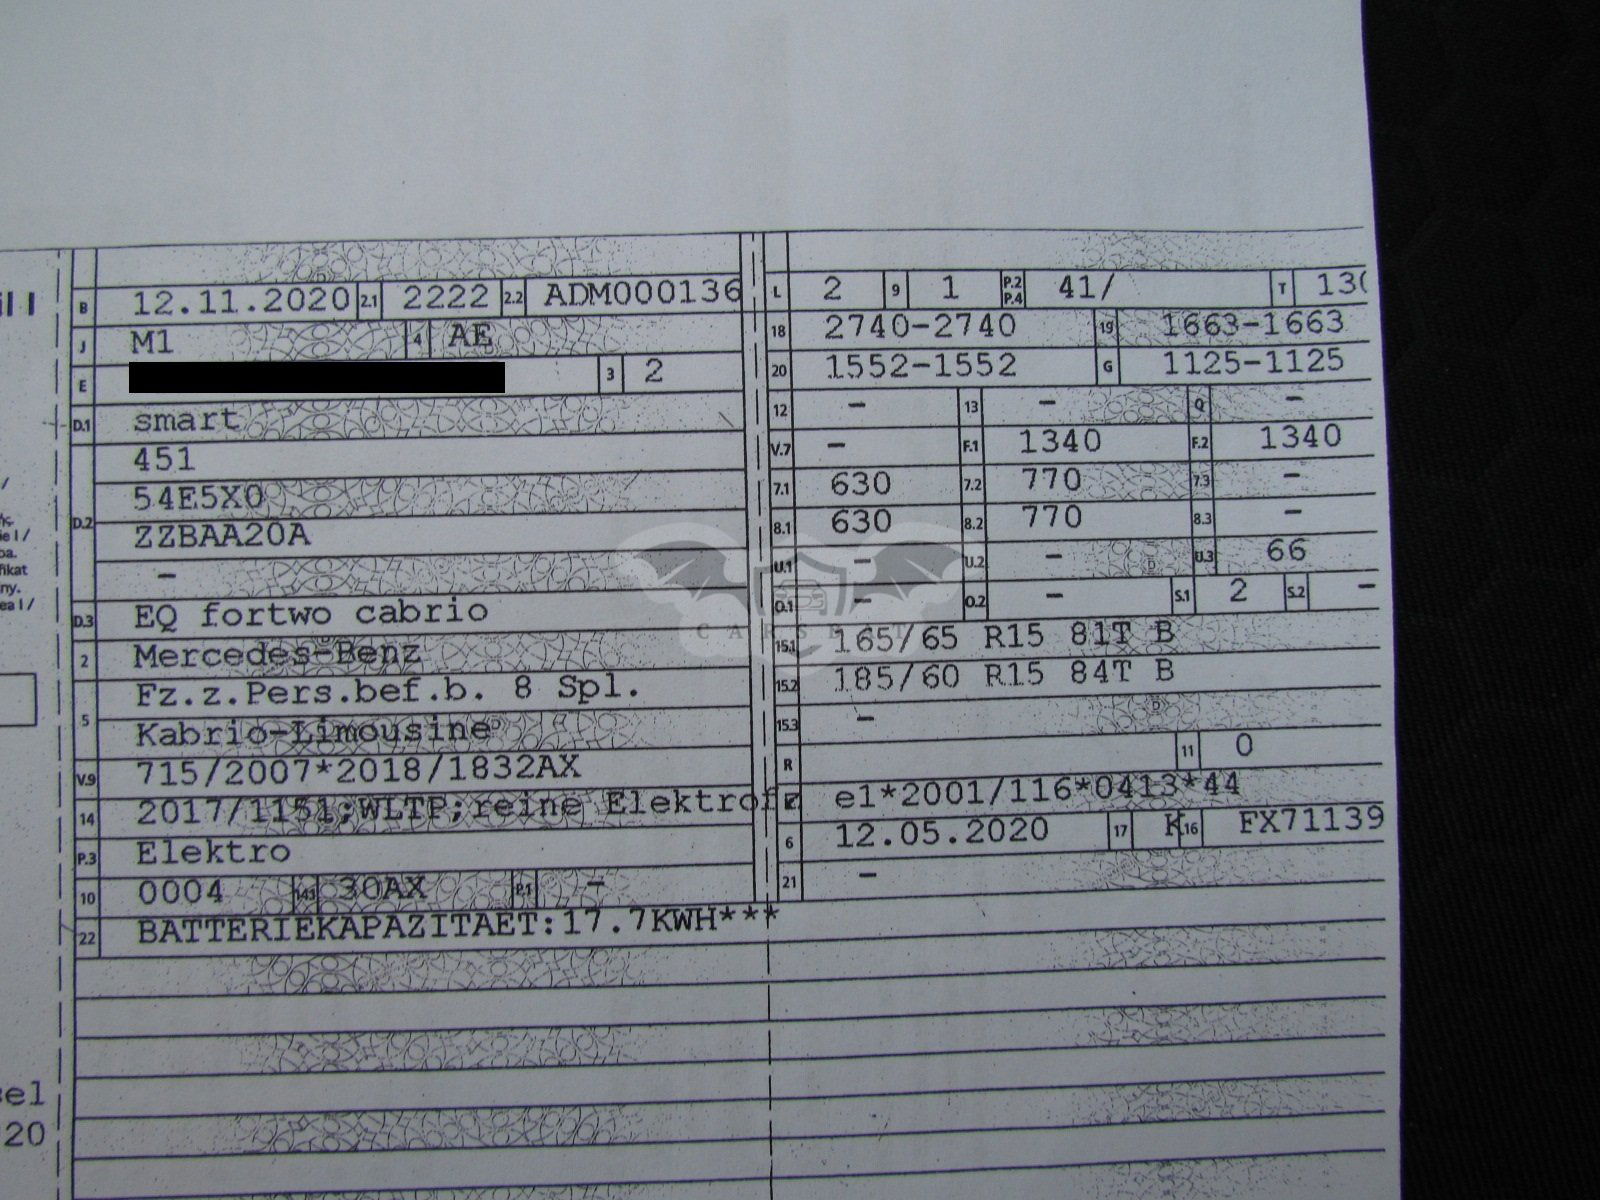 il I
B 12.11.2020 2.1 2222 2.2 ADM000136
J M1 4 AE
E 3 2
D.1 smart
D.2 451
54E5X0
ZZBAA20A
-
D.3 EQ fortwo cabrio
2 Mercedes-Benz
5 Fz.z.Pers.bef.b. 8 Spl.
Kabrio-Limousine
V.9 715/2007*2018/1832AX
14 2017/1151;WLTP;reine Elektrof
P.3 Elektro
10 0004 14.1 30AX P.1 -
22 BATTERIEKAPAZITAET:17.7KWH***
L 2 9 1 P.2 P.4 41/ T 130
18 2740-2740 19 1663-1663
20 1552-1552 G 1125-1125
12 - 13 - Q -
V.7 - F.1 1340 F.2 1340
7.1 630 7.2 770 7.3 -
8.1 630 8.2 770 8.3 -
U.1 - U.2 - U.3 66
O.1 - O.2 - S.1 2 S.2 -
15.1 165/65 R15 81T B
15.2 185/60 R15 84T B
15.3 -
R 11 0
K e1*2001/116*0413*44
6 12.05.2020 17 K 16 FX71139
21 -
fikat
ny.
el
20